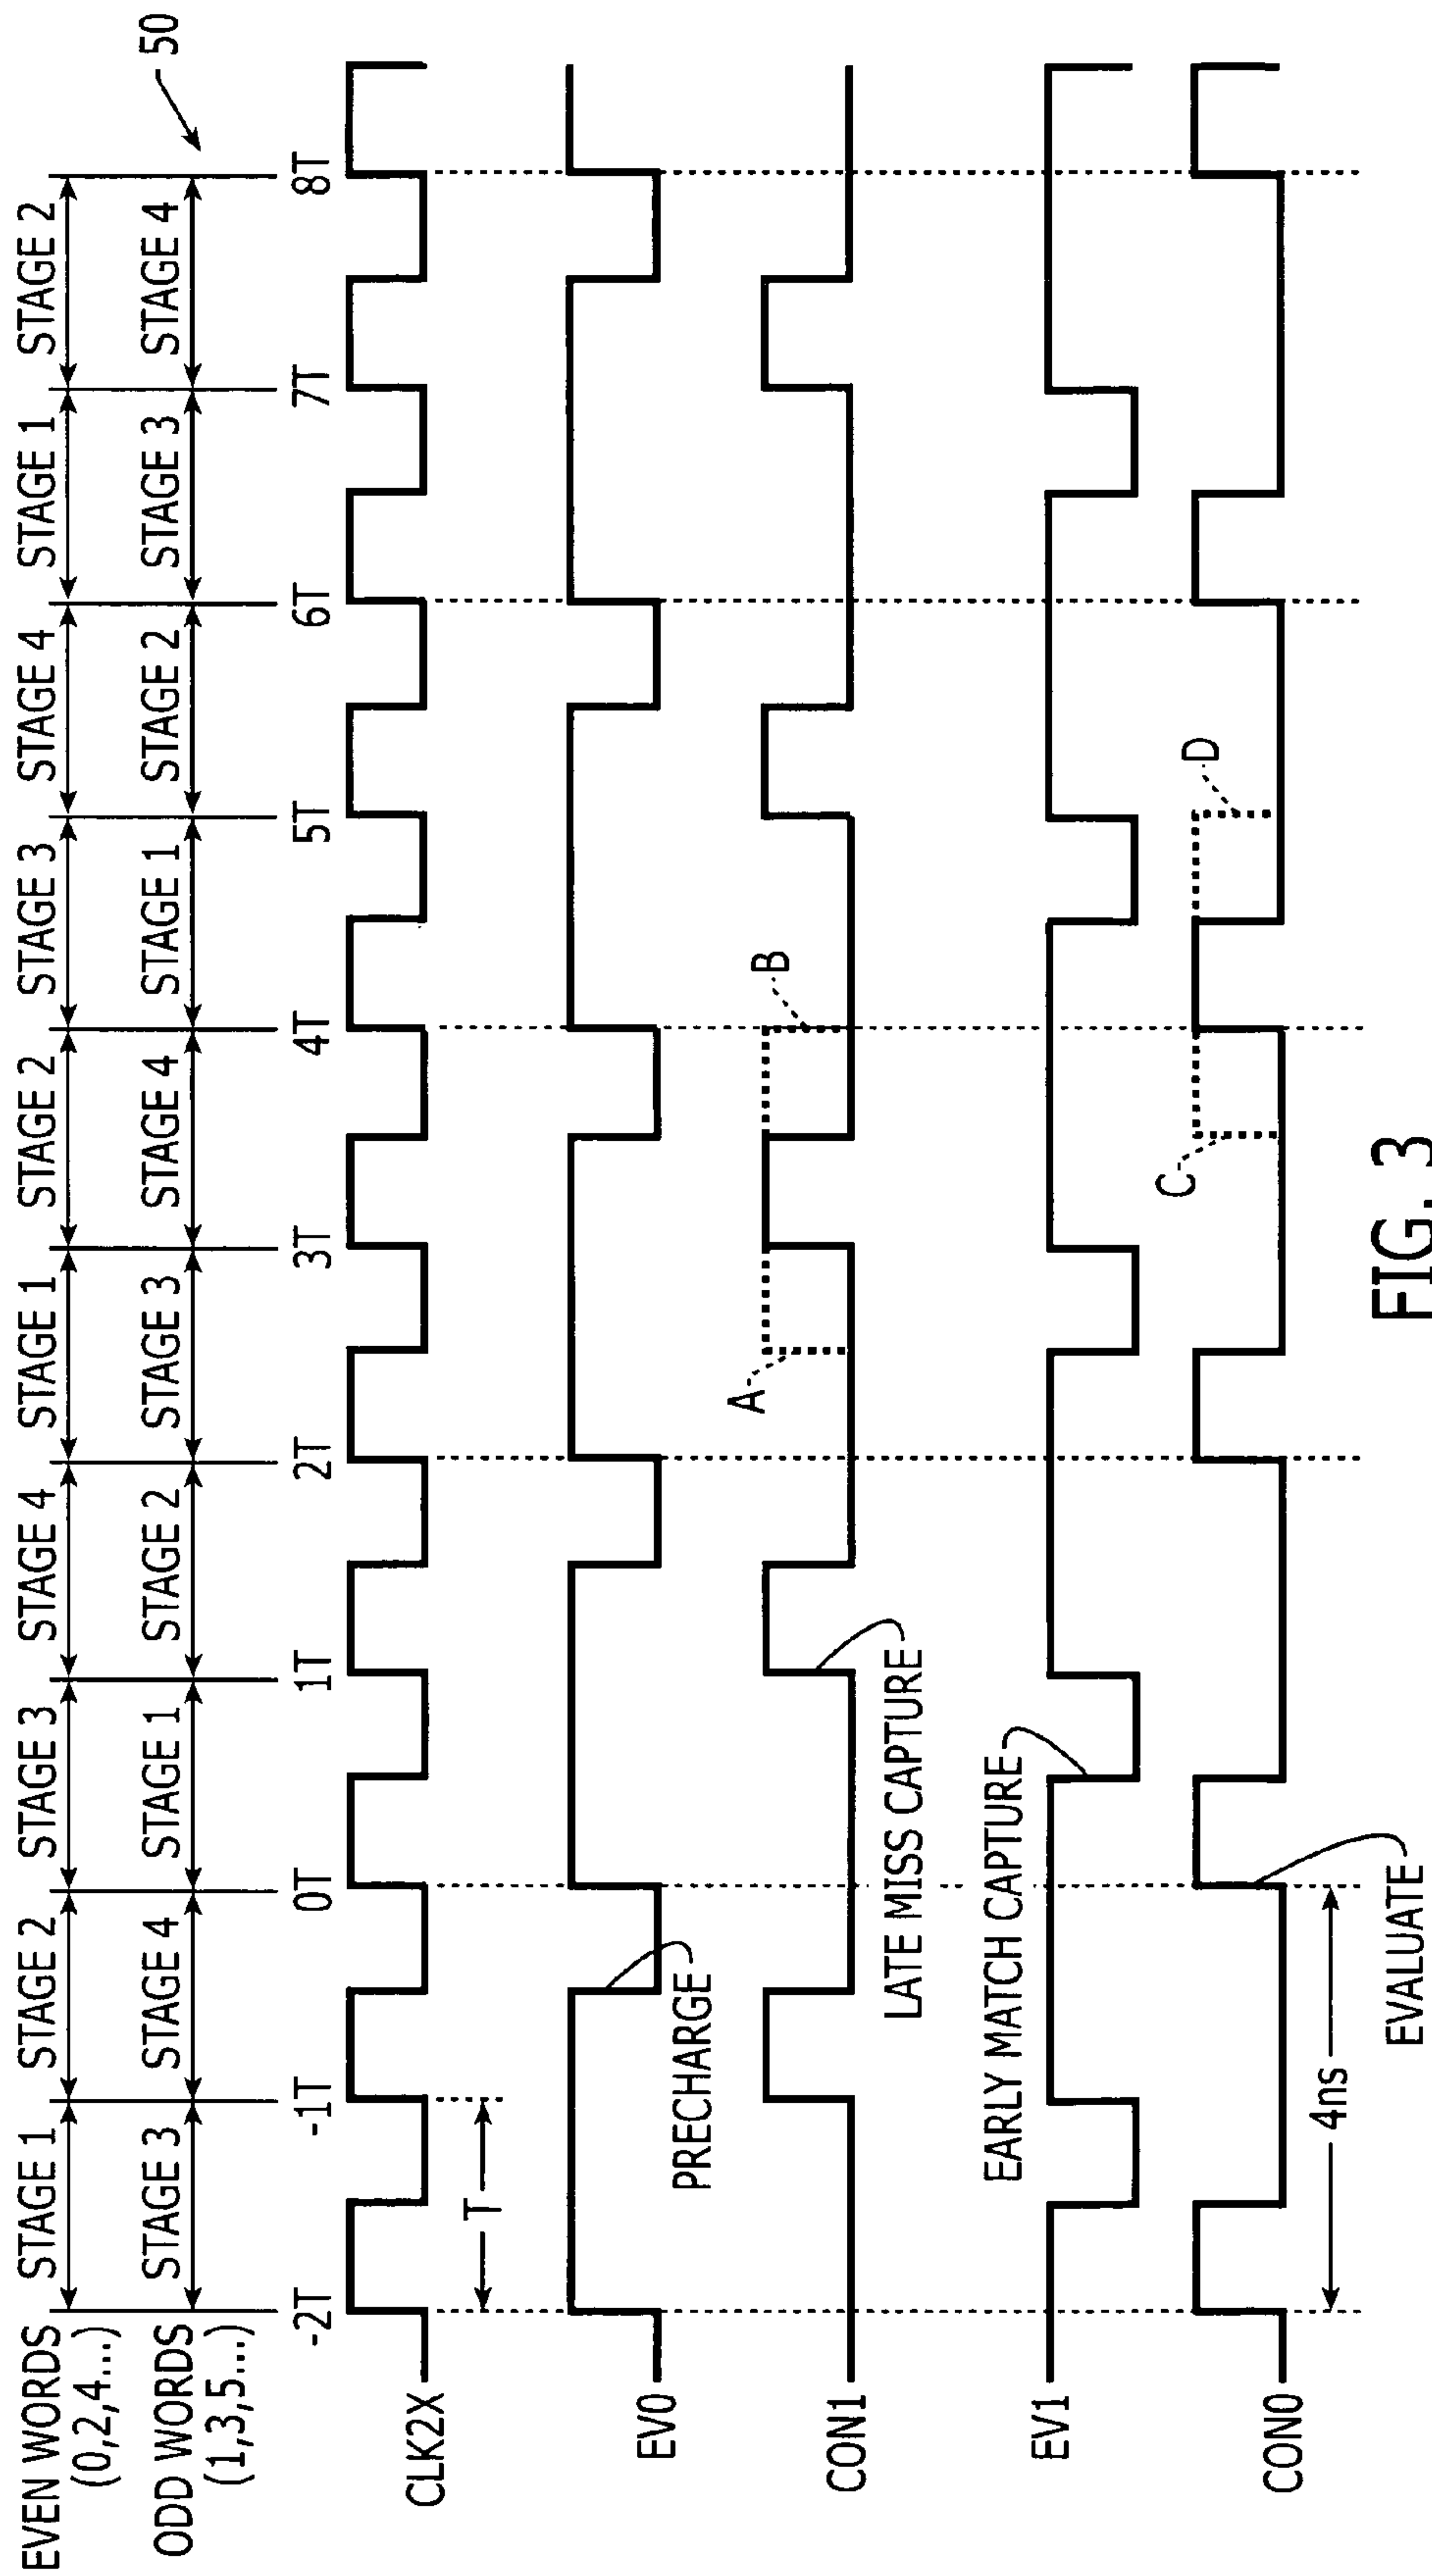 50
EVEN WORDS
(0,2,4...)
STAGE 1 STAGE 2 STAGE 3 STAGE 4 STAGE 1 STAGE 2 STAGE 3 STAGE 4 STAGE 1 STAGE 2
ODD WORDS
(1,3,5...)
STAGE 3 STAGE 4 STAGE 1 STAGE 2 STAGE 3 STAGE 4 STAGE 1 STAGE 2 STAGE 3 STAGE 4
-2T -1T 0T 1T 2T 3T 4T 5T 6T 7T 8T
CLK2X
T
EV0
PRECHARGE
A
B
CON1
LATE MISS CAPTURE
EARLY MATCH CAPTURE
EV1
C
D
CON0
4ns
EVALUATE
FIG. 3